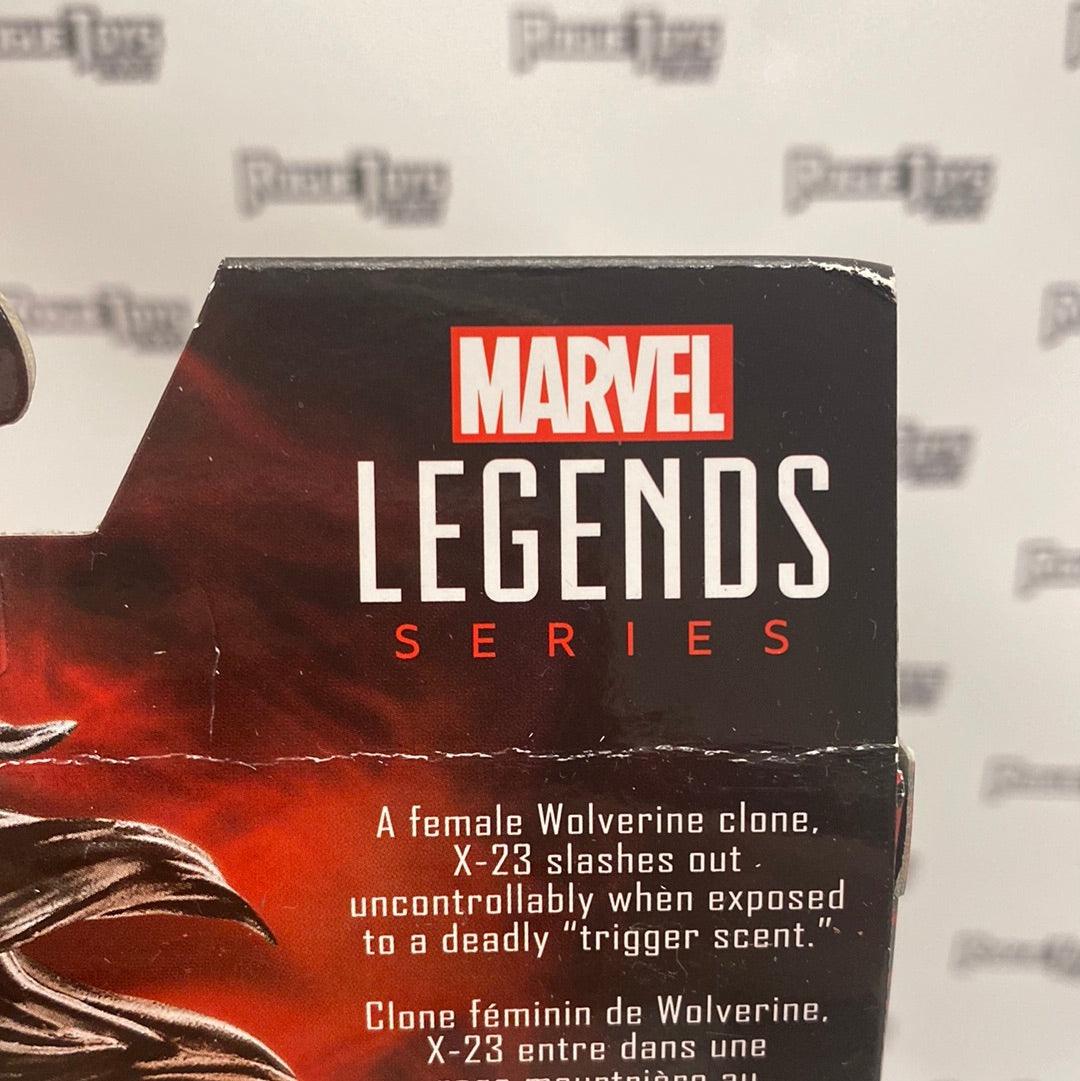 MARVEL
LEGENDS
SERIES
A female Wolverine clone,
X-23 slashes out
uncontrollably when exposed
to a deadly “trigger scent.”
Clone féminin de Wolverine,
X-23 entre dans une